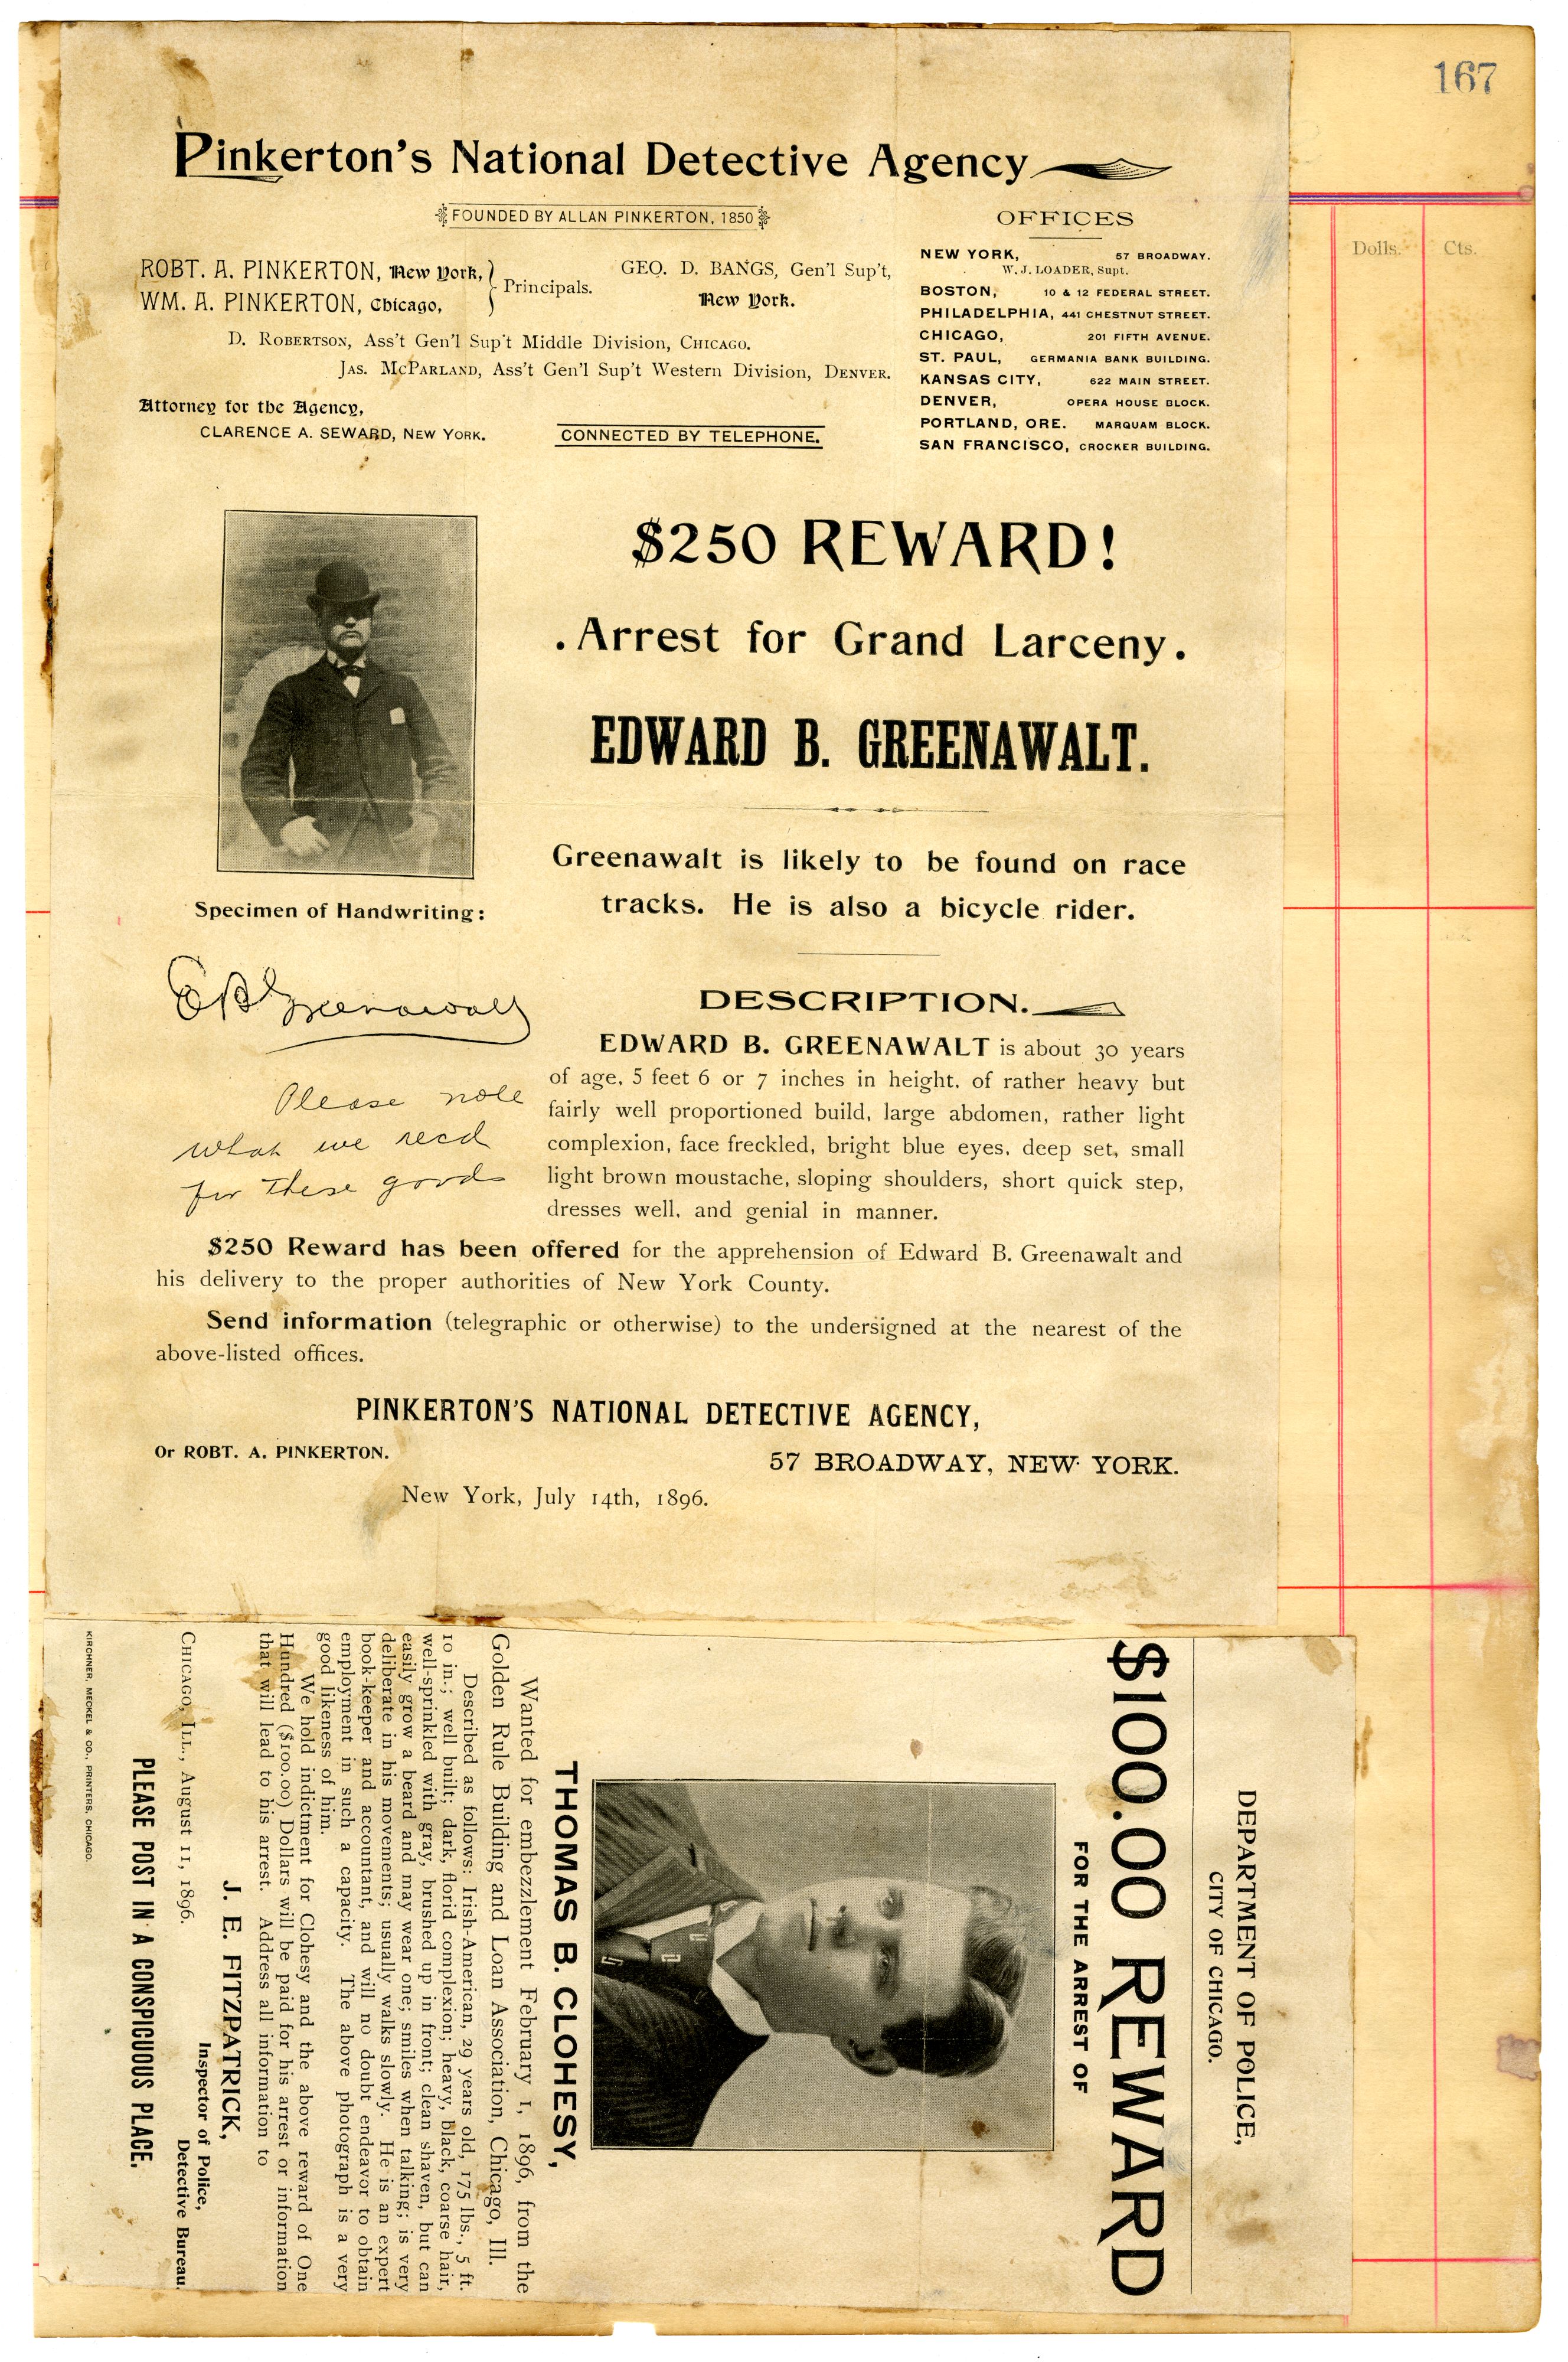 167
Dolls. Cts.
Pinkerton's National Detective Agency
FOUNDED BY ALLAN PINKERTON, 1850
ROBT. A. PINKERTON, New York,
WM. A. PINKERTON, Chicago,
Principals.
GEO. D. BANGS, Gen'l Sup't,
New York.
D. ROBERTSON, Ass't Gen'l Sup't Middle Division, CHICAGO.
JAS. MCPARLAND, Ass't Gen'l Sup't Western Division, DENVER.
Attorney for the Agency,
CLARENCE A. SEWARD, NEW YORK.
CONNECTED BY TELEPHONE.
OFFICES
NEW YORK, 57 BROADWAY.
W. J. LOADER, Supt.
BOSTON, 10 & 12 FEDERAL STREET.
PHILADELPHIA, 441 CHESTNUT STREET.
CHICAGO, 201 FIFTH AVENUE.
ST. PAUL, GERMANIA BANK BUILDING.
KANSAS CITY, 622 MAIN STREET.
DENVER, OPERA HOUSE BLOCK.
PORTLAND, ORE. MARQUAM BLOCK.
SAN FRANCISCO, CROCKER BUILDING.
$250 REWARD!
.Arrest for Grand Larceny.
EDWARD B. GREENAWALT.
Greenawalt is likely to be found on race
tracks. He is also a bicycle rider.
Specimen of Handwriting:
E B Greenawalt
Please note
what we recd
for these goods
DESCRIPTION.
EDWARD B. GREENAWALT is about 30 years
of age, 5 feet 6 or 7 inches in height, of rather heavy but
fairly well proportioned build, large abdomen, rather light
complexion, face freckled, bright blue eyes, deep set, small
light brown moustache, sloping shoulders, short quick step,
dresses well, and genial in manner.
$250 Reward has been offered for the apprehension of Edward B. Greenawalt and
his delivery to the proper authorities of New York County.
Send information (telegraphic or otherwise) to the undersigned at the nearest of the
above-listed offices.
PINKERTON'S NATIONAL DETECTIVE AGENCY,
Or ROBT. A. PINKERTON.
57 BROADWAY, NEW YORK.
New York, July 14th, 1896.
DEPARTMENT OF POLICE,
CITY OF CHICAGO.
$100.00 REWARD
FOR THE ARREST OF
THOMAS B. CLOHESY,
Wanted for embezzlement February 1, 1896, from the
Golden Rule Building and Loan Association, Chicago, Ill.
Described as follows: Irish-American, 29 years old, 175 lbs., 5 ft.
10 in.; well built; dark, florid complexion; heavy, black, coarse hair,
well-sprinkled with gray, brushed up in front; clean shaven, but can
easily grow a beard and may wear one; smiles when talking; is very
deliberate in his movements; usually walks slowly. He is an expert
book-keeper and accountant, and will no doubt endeavor to obtain
employment in such a capacity. The above photograph is a very
good likeness of him.
We hold indictment for Clohesy and the above reward of One
Hundred ($100.00) Dollars will be paid for his arrest or information
that will lead to his arrest. Address all information to
J. E. FITZPATRICK,
Inspector of Police,
Detective Bureau.
CHICAGO, ILL., August 11, 1896.
PLEASE POST IN A CONSPICUOUS PLACE.
KIRCHNER, MECKEL & CO., PRINTERS, CHICAGO.